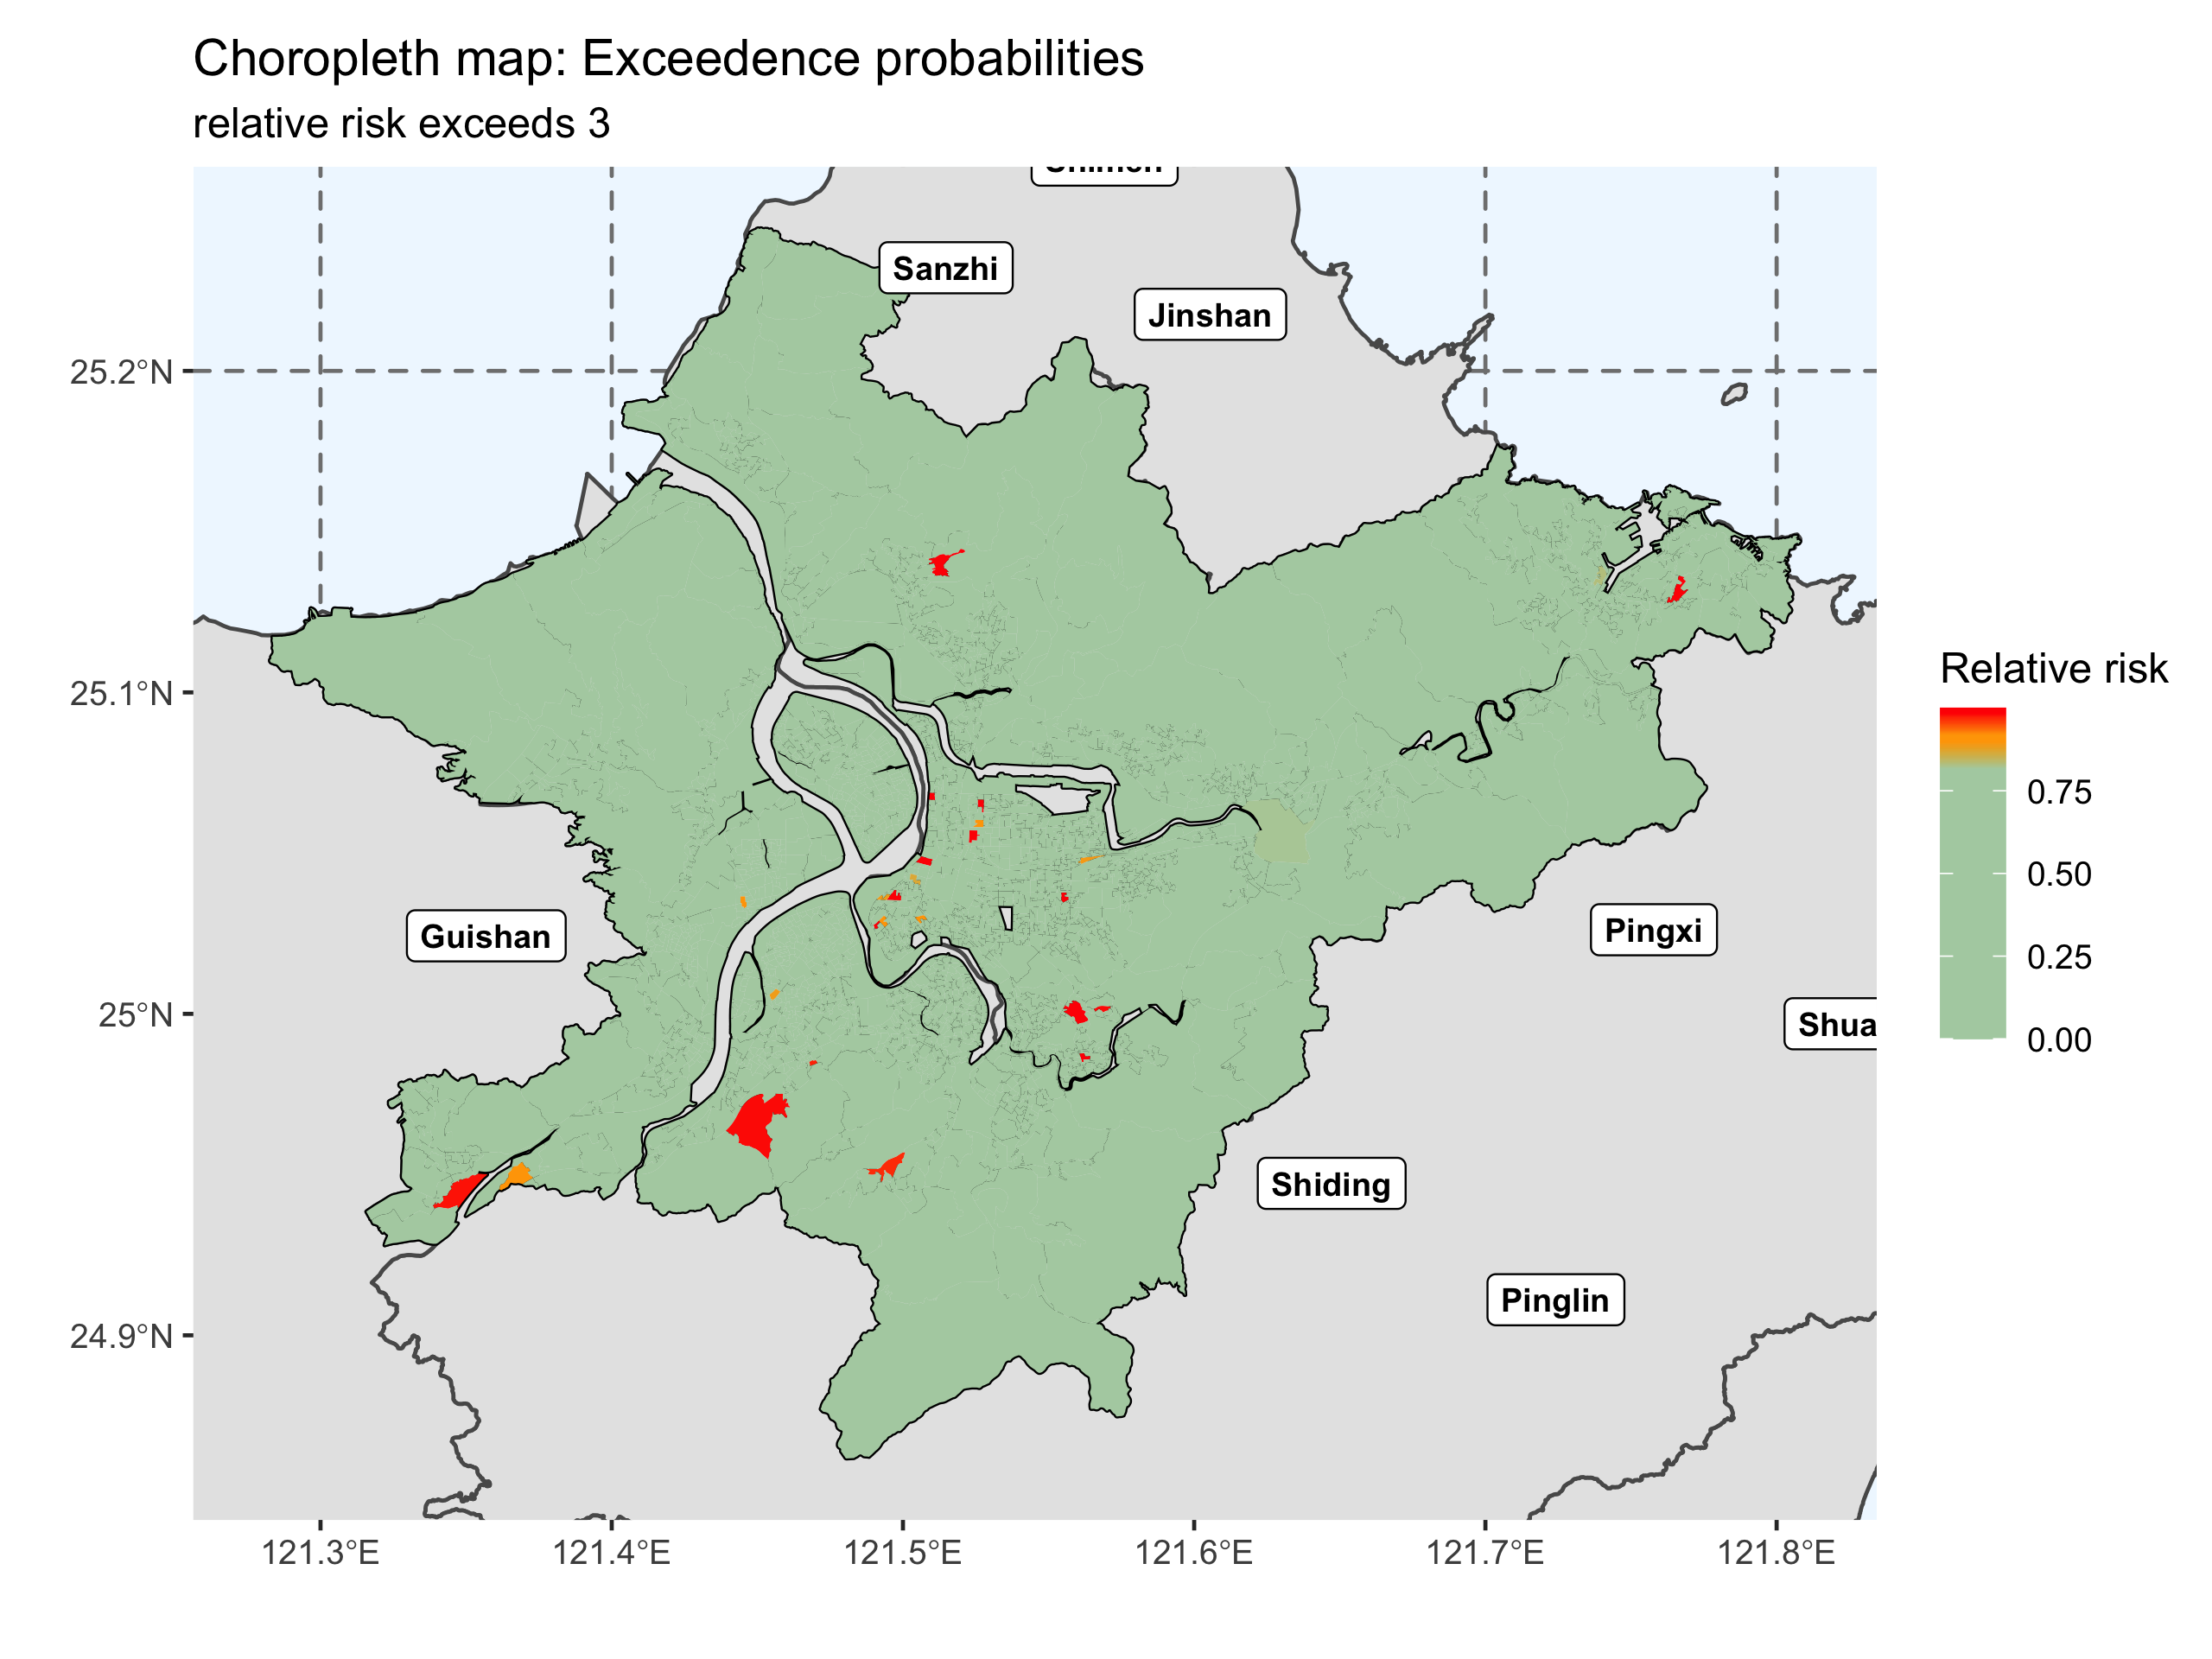 Choropleth map: Exceedence probabilities
relative risk exceeds 3
Sanzhi
Jinshan
25.2°N
25.1°N
25°N
24.9°N
Guishan
Pingxi
Shua
Shiding
Pinglin
121.3°E
121.4°E
121.5°E
121.6°E
121.7°E
121.8°E
Relative risk
0.75
0.50
0.25
0.00